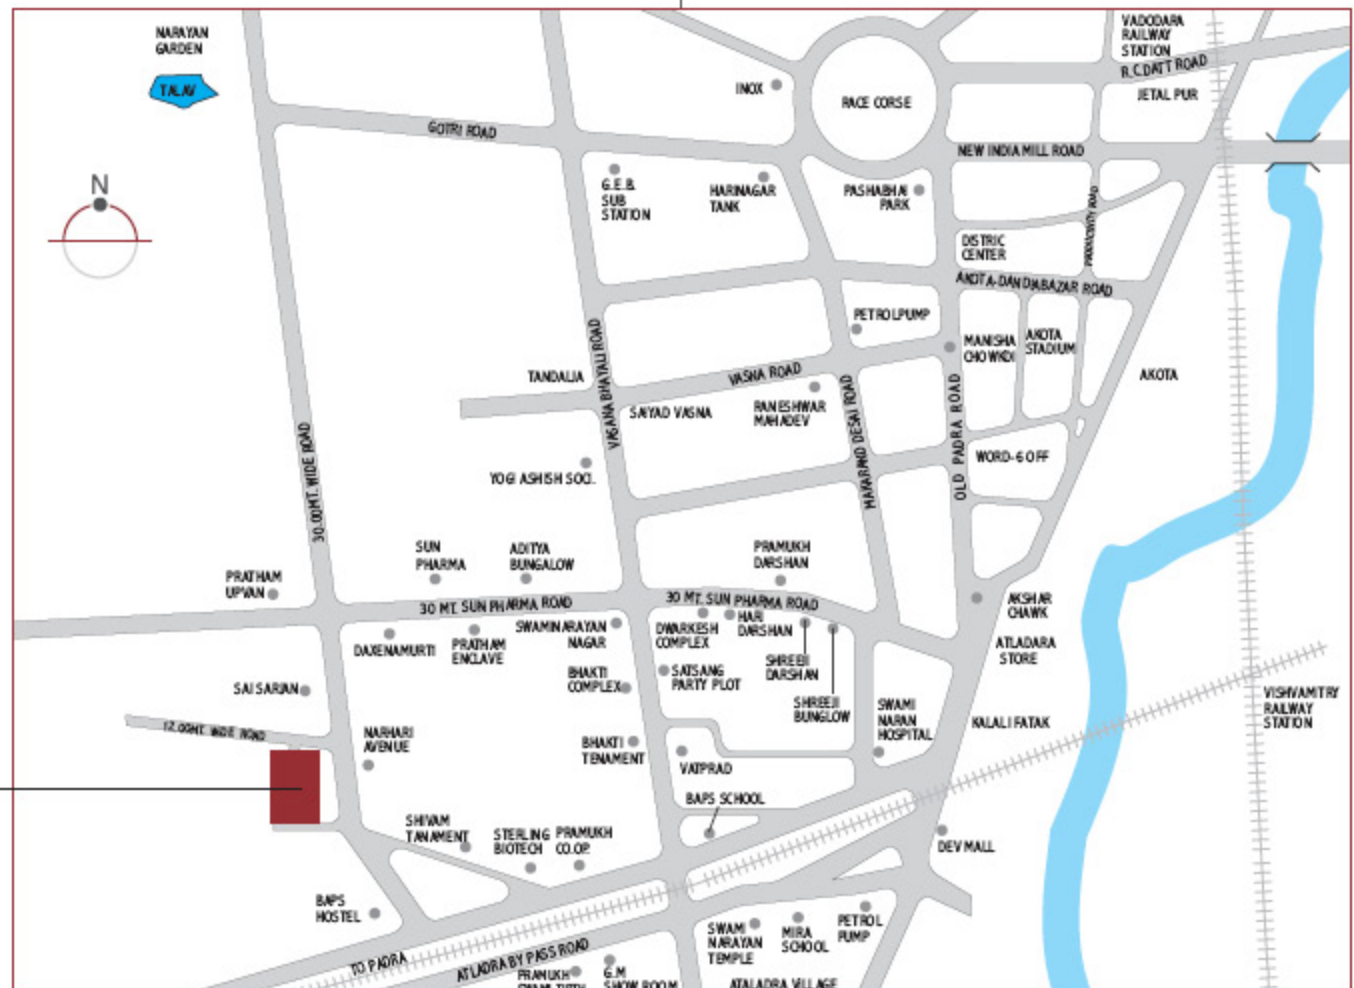 NARAYAN
GARDEN
TALAV
N
VADODARA
RAILWAY
STATION
R.C.DATT ROAD
JETAL PUR
INOX
RACE CORSE
GOTRI ROAD
NEW INDIA MILL ROAD
G.E.B.
SUB
STATION
HARINAGAR
TANK
PASHABHAI
PARK
DISTRIC
CENTER
AKOTA-DANDIABAZAR ROAD
PETROLPUMP
MANISHA
CHOWKDI
AKOTA
STADIUM
AKOTA
TANDALIA
VASANA BHAYALI ROAD
VASNA ROAD
SAIYAD VASNA
RANESHWAR
MAHADEV
MAKARAND DESAI ROAD
OLD PADRA ROAD
WORD-6 OFF
YOGI ASHISH SOCI.
30.00MT. WIDE ROAD
SUN
PHARMA
ADITYA
BUNGALOW
PRAMUKH
DARSHAN
PRATHAM
UPVAN
30 MT. SUN PHARMA ROAD
30 MT. SUN PHARMA ROAD
AKSHAR
CHAWK
DAXENAMURTI
PRATHAM
ENCLAVE
SWAMINARAYAN
NAGAR
DWARKESH
COMPLEX
HARI
DARSHAN
SHREEJI
DARSHAN
ATLADARA
STORE
BHAKTI
COMPLEX
SATSANG
PARTY PLOT
SHREEJI
BUNGLOW
SWAMI
NARAN
HOSPITAL
KALALI FATAK
VISHVAMITRY
RAILWAY
STATION
SAI SARJAN
12.00MT. WIDE ROAD
NARHARI
AVENUE
BHAKTI
TENAMENT
VATPRAD
BAPS SCHOOL
SHIVAM
TANAMENT
STERLING
BIOTECH
PRAMUKH
CO.OP.
DEV MALL
BAPS
HOSTEL
SWAMI
NARAYAN
TEMPLE
MIRA
SCHOOL
PETROL
PUMP
TO PADRA
ATLADRA BY PASS ROAD
PRAMUKH
G.M
SHOW ROOM
ATALADRA VILLAGE